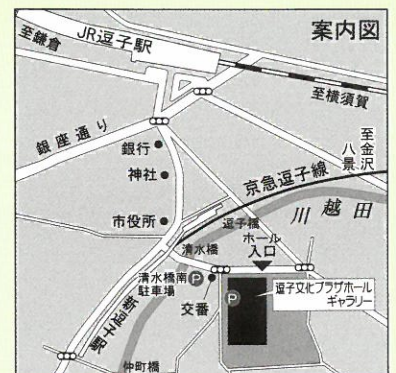 案内図
JR逗子駅
至鎌倉
至横須賀
銀座通り
銀行
神社
市役所
京急逗子線
至金沢
八景
川越田
逗子橋
清水橋
ホール
入口
清水橋南
駐車場
P
交番
P
逗子文化プラザホール
ギャラリー
新逗子駅
仲町橋